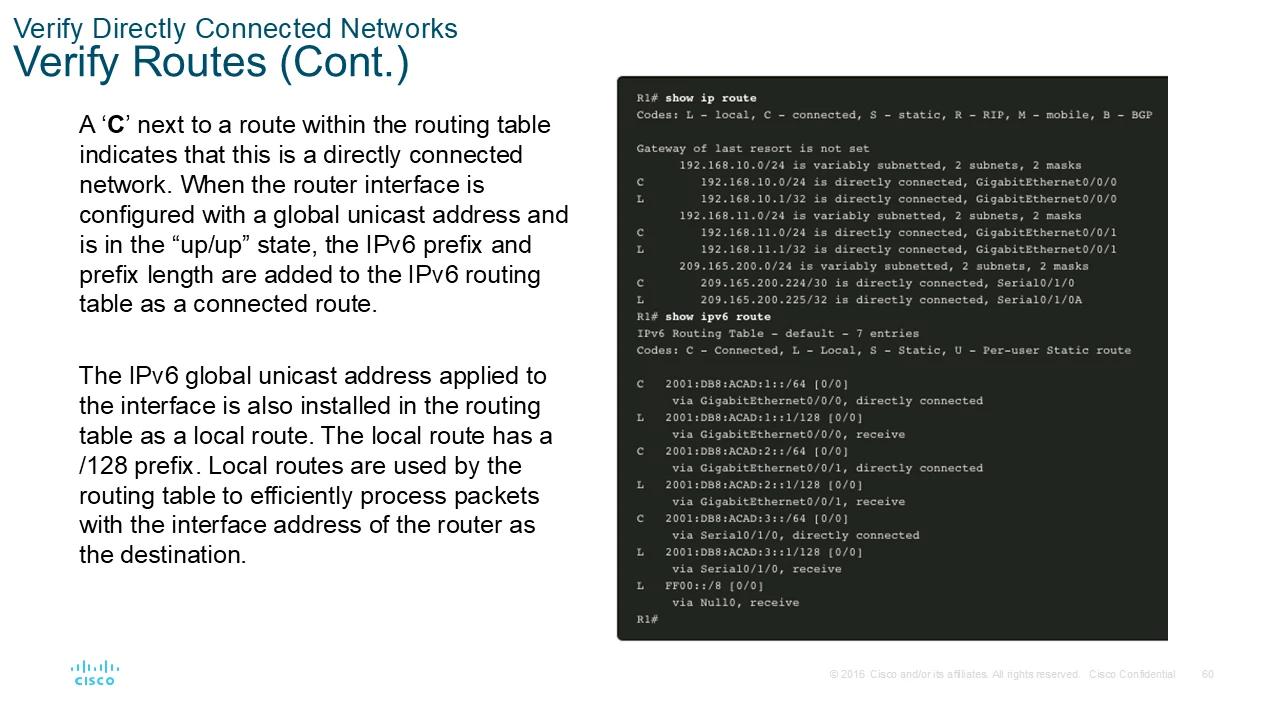 Verify Directly Connected Networks
Verify Routes (Cont.)
A ‘C’ next to a route within the routing table
indicates that this is a directly connected
network. When the router interface is
configured with a global unicast address and
is in the “up/up” state, the IPv6 prefix and
prefix length are added to the IPv6 routing
table as a connected route.
The IPv6 global unicast address applied to
the interface is also installed in the routing
table as a local route. The local route has a
/128 prefix. Local routes are used by the
routing table to efficiently process packets
with the interface address of the router as
the destination.
R1# show ip route
Codes: L - local, C - connected, S - static, R - RIP, M - mobile, B - BGP
Gateway of last resort is not set
192.168.10.0/24 is variably subnetted, 2 subnets, 2 masks
C 192.168.10.0/24 is directly connected, GigabitEthernet0/0/0
L 192.168.10.1/32 is directly connected, GigabitEthernet0/0/0
192.168.11.0/24 is variably subnetted, 2 subnets, 2 masks
C 192.168.11.0/24 is directly connected, GigabitEthernet0/0/1
L 192.168.11.1/32 is directly connected, GigabitEthernet0/0/1
209.165.200.0/24 is variably subnetted, 2 subnets, 2 masks
C 209.165.200.224/30 is directly connected, Serial0/1/0
L 209.165.200.225/32 is directly connected, Serial0/1/0A
R1# show ipv6 route
IPv6 Routing Table - default - 7 entries
Codes: C - Connected, L - Local, S - Static, U - Per-user Static route
C 2001:DB8:ACAD:1::/64 [0/0]
via GigabitEthernet0/0/0, directly connected
L 2001:DB8:ACAD:1::1/128 [0/0]
via GigabitEthernet0/0/0, receive
C 2001:DB8:ACAD:2::/64 [0/0]
via GigabitEthernet0/0/1, directly connected
L 2001:DB8:ACAD:2::1/128 [0/0]
via GigabitEthernet0/0/1, receive
C 2001:DB8:ACAD:3::/64 [0/0]
via Serial0/1/0, directly connected
L 2001:DB8:ACAD:3::1/128 [0/0]
via Serial0/1/0, receive
L FF00::/8 [0/0]
via Null0, receive
R1#
CISCO
© 2016 Cisco and/or its affiliates. All rights reserved. Cisco Confidential 60